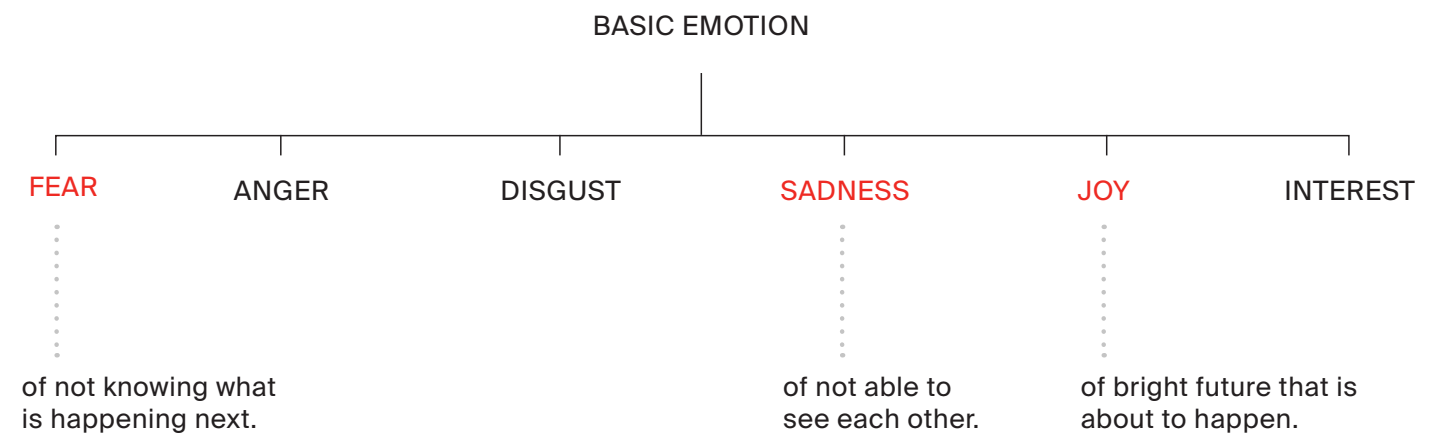 BASIC EMOTION
FEAR
ANGER
DISGUST
SADNESS
JOY
INTEREST
of not knowing what
is happening next.
of not able to
see each other.
of bright future that is
about to happen.